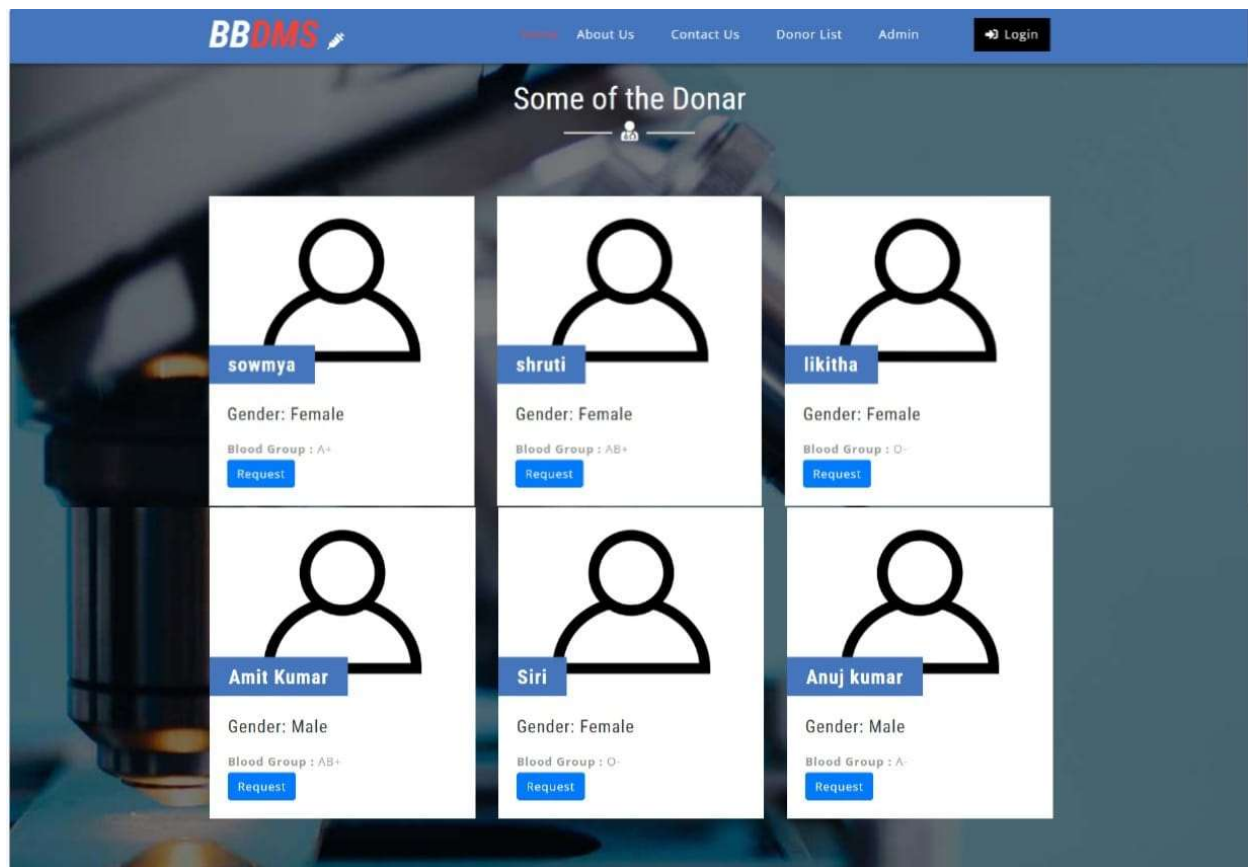 BBDMS
Home About Us Contact Us Donor List Admin Login
Some of the Donar
sowmya shruti likitha
Gender: Female Gender: Female Gender: Female
Blood Group : A+ Blood Group : AB+ Blood Group : O-
Request Request Request
Amit Kumar Siri Anuj kumar
Gender: Male Gender: Female Gender: Male
Blood Group : AB+ Blood Group : O- Blood Group : A-
Request Request Request